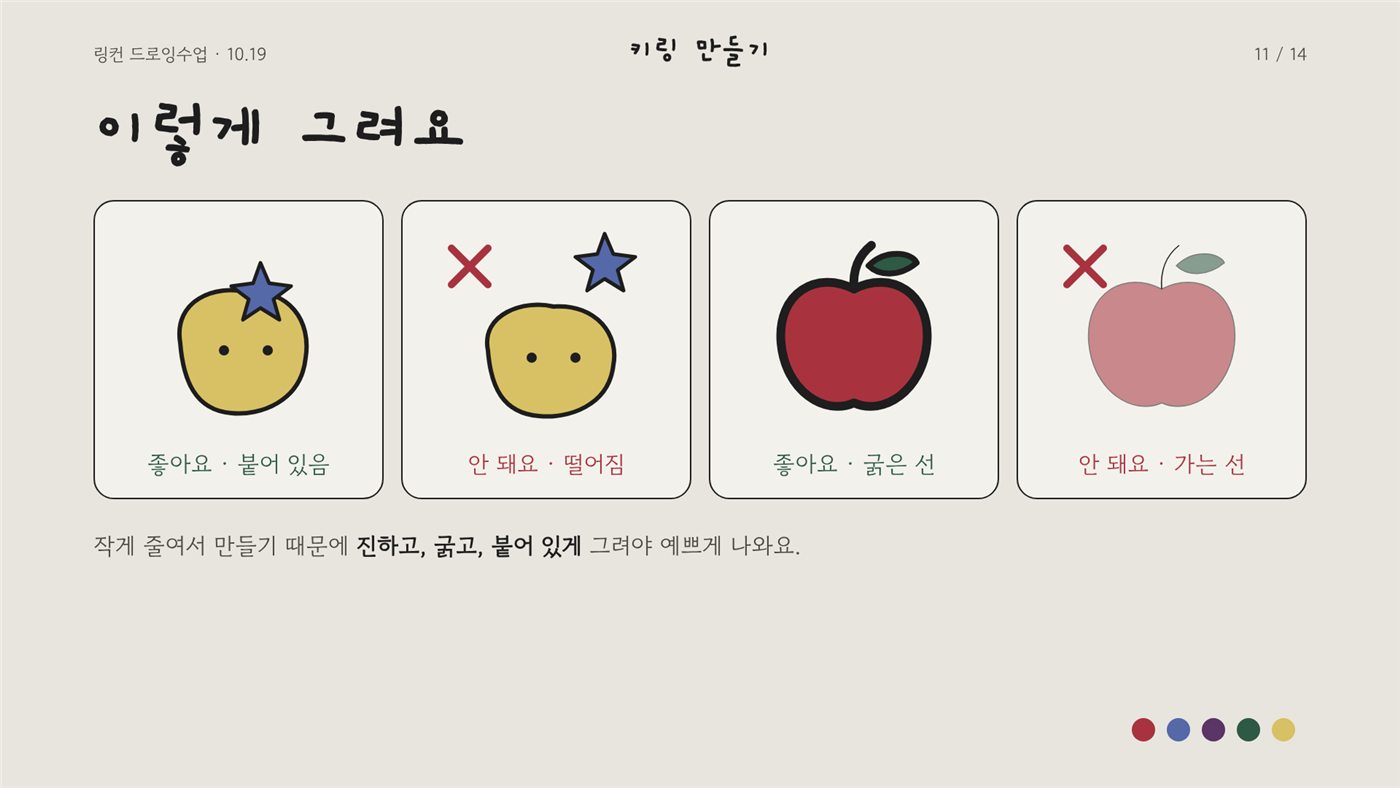 링컨 드로잉수업 · 10.19
키링 만들기
11 / 14
이렇게 그려요
좋아요 · 붙어 있음
안 돼요 · 떨어짐
좋아요 · 굵은 선
안 돼요 · 가는 선
작게 줄여서 만들기 때문에 진하고, 굵고, 붙어 있게 그려야 예쁘게 나와요.